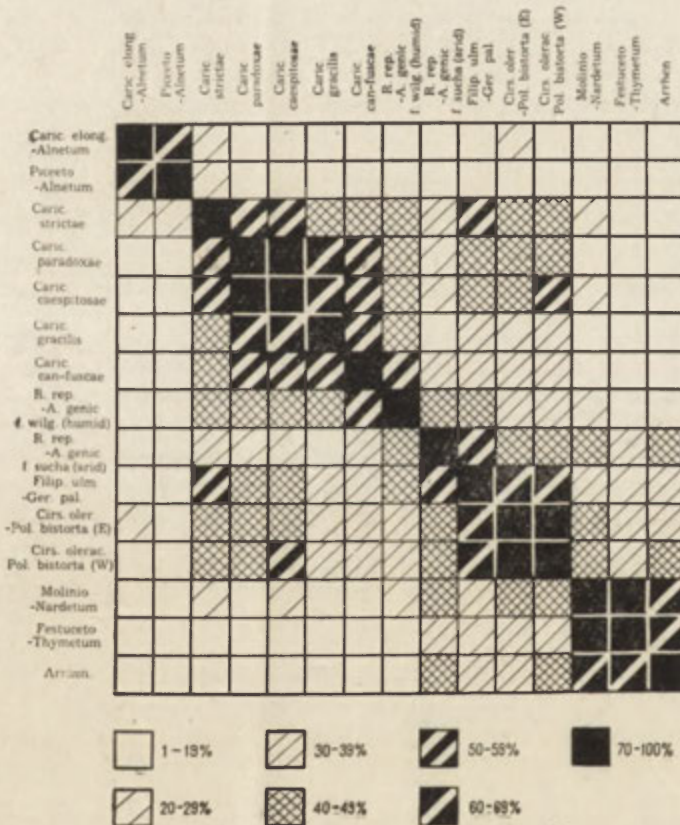 Caric elong
-Alnetum
Piceto
-Alnetum
Caric
strictae
Caric
paradoxae
Caric
caespitosae
Caric
gracilis
Caric
can-fuscae
R. rep.
-A. genic
f wilg. (humid)
R. rep
-A. genic
f sucha (arid)
Filip. ulm
-Ger pal.
Cirs. oler
-Pol. bistorta (E)
Cirs. olerac
Pol. bistorta (W)
Molinio
-Nardetum
Festuceto
-Thymetum
Arrhen
Caric. elong.
-Alnetum
Piceto
-Alnetum
Caric
strictae
Caric.
paradoxae
Caric
caespitosae
Caric
gracilis
Caric
can-fuscae
R. rep.
-A. genic
f. wilg. (humid)
R. rep.
-A. genic
f sucha (arid)
Filip. ulm
-Ger. pal.
Cirs. oler
-Pol. bistorta (E)
Cirs. olerac.
Pol. bistorta (W)
Molinio
-Nardetum
Festuceto
-Thymetum
Arrhen.
1-19% 30-39% 50-59% 70-100%
20-29% 40-49% 60-69%